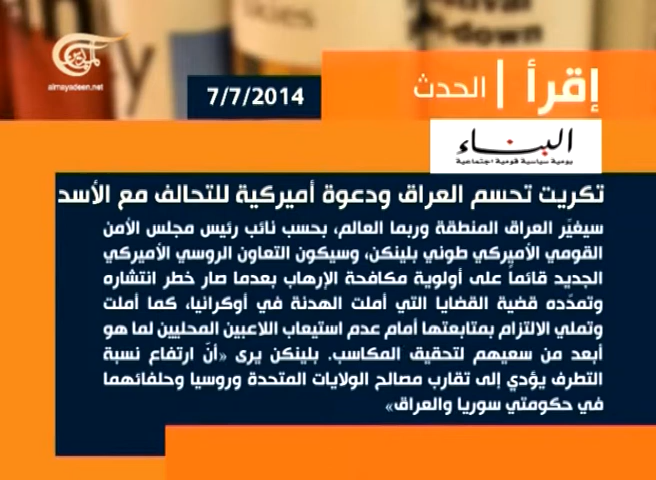 almayadeen.net
7/7/2014
إقرأ | الحدث
البناء
يومية سياسية قومية اجتماعية
تكريت تحسم العراق ودعوة أميركية للتحالف مع الأسد
سيغيّر العراق المنطقة وربما العالم، بحسب نائب رئيس مجلس الأمن
القومي الأميركي طوني بلينكن، وسيكون التعاون الروسي الأميركي
الجديد قائماً على أولوية مكافحة الإرهاب بعدما صار خطر انتشاره
وتمدّده قضية القضايا التي أملت الهدنة في أوكرانيا، كما أملت
وتملي الالتزام بمتابعتها أمام عدم استيعاب اللاعبين المحليين لما هو
أبعد من سعيهم لتحقيق المكاسب. بلينكن يرى «أنّ ارتفاع نسبة
التطرف يؤدي إلى تقارب مصالح الولايات المتحدة وروسيا وحلفائهما
في حكومتي سوريا والعراق»